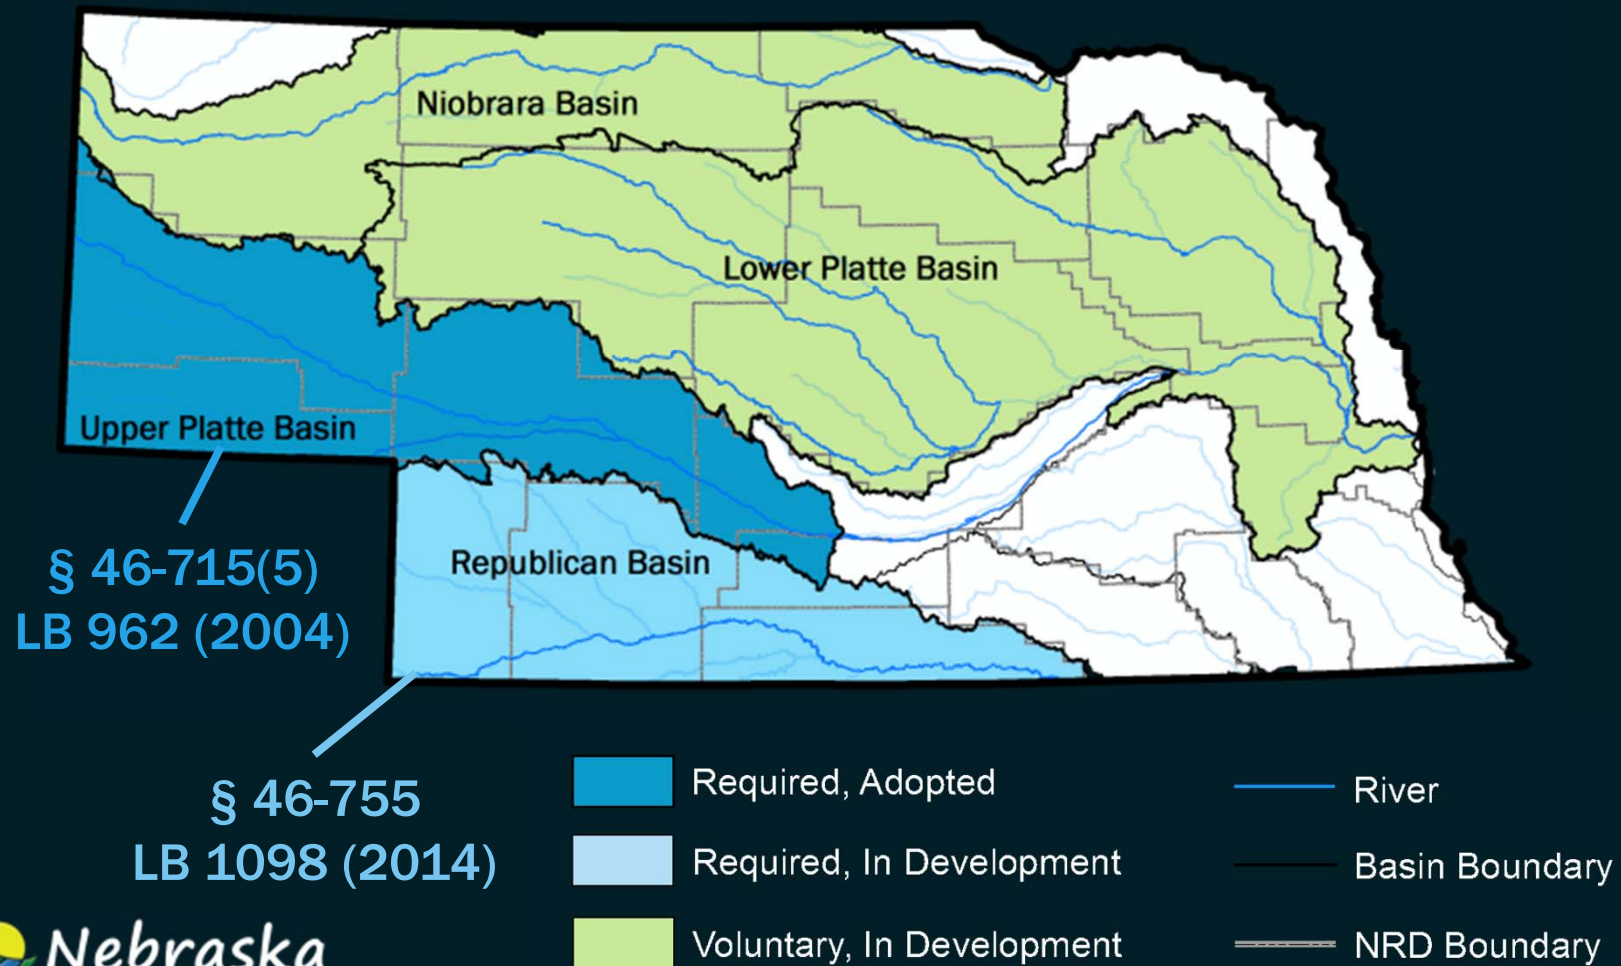 Niobrara Basin
Lower Platte Basin
Upper Platte Basin
Republican Basin
§ 46-715(5)
LB 962 (2004)
§ 46-755
LB 1098 (2014)
Required, Adopted
Required, In Development
Voluntary, In Development
River
Basin Boundary
NRD Boundary
Nebraska